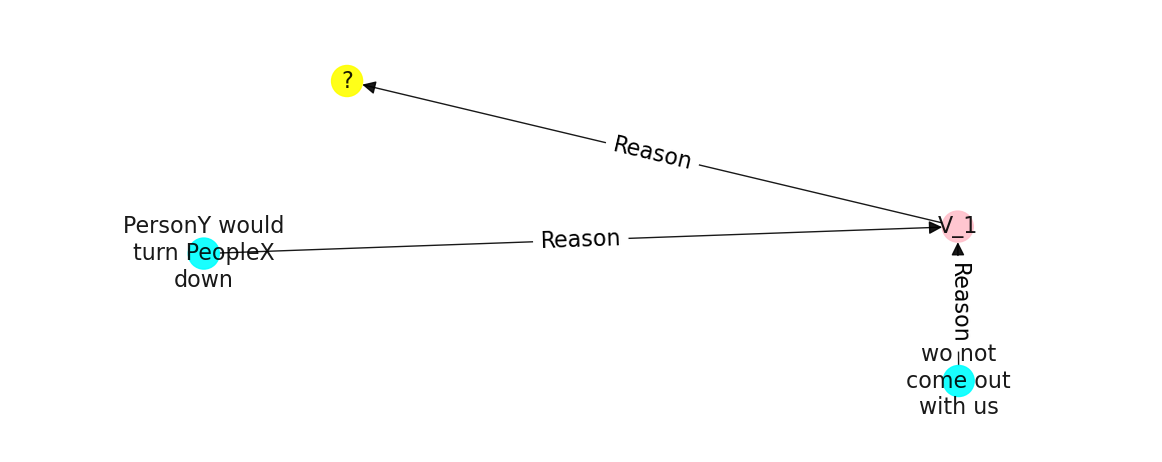 ?
Reason
PersonY would
turn PeopleX
down
Reason
V_1
Reason
wo not
come out
with us